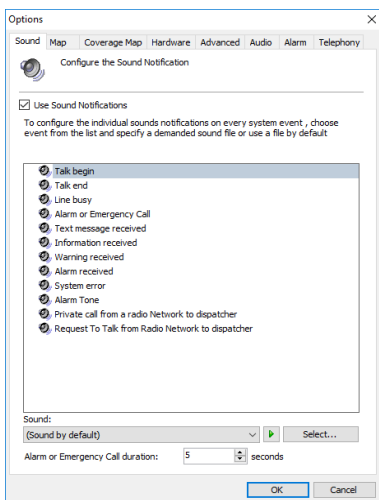 Options
Sound Map Coverage Map Hardware Advanced Audio Alarm Telephony
Configure the Sound Notification
Use Sound Notifications
To configure the individual sounds notifications on every system event , choose
event from the list and specify a demanded sound file or use a file by default
Talk begin
Talk end
Line busy
Alarm or Emergency Call
Text message received
Information received
Warning received
Alarm received
System error
Alarm Tone
Private call from a radio Network to dispatcher
Request To Talk from Radio Network to dispatcher
Sound:
(Sound by default) Select...
Alarm or Emergency Call duration: 5 seconds
OK Cancel